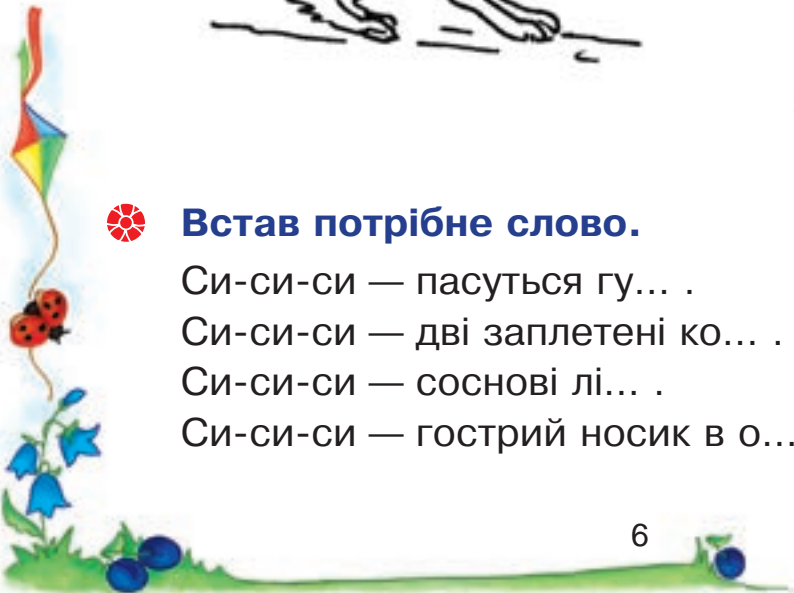 Встав потрібне слово.
Си-си-си — пасуться гу... .
Си-си-си — дві заплетені ко... .
Си-си-си — соснові лі... .
Си-си-си — гострий носик в о...
6